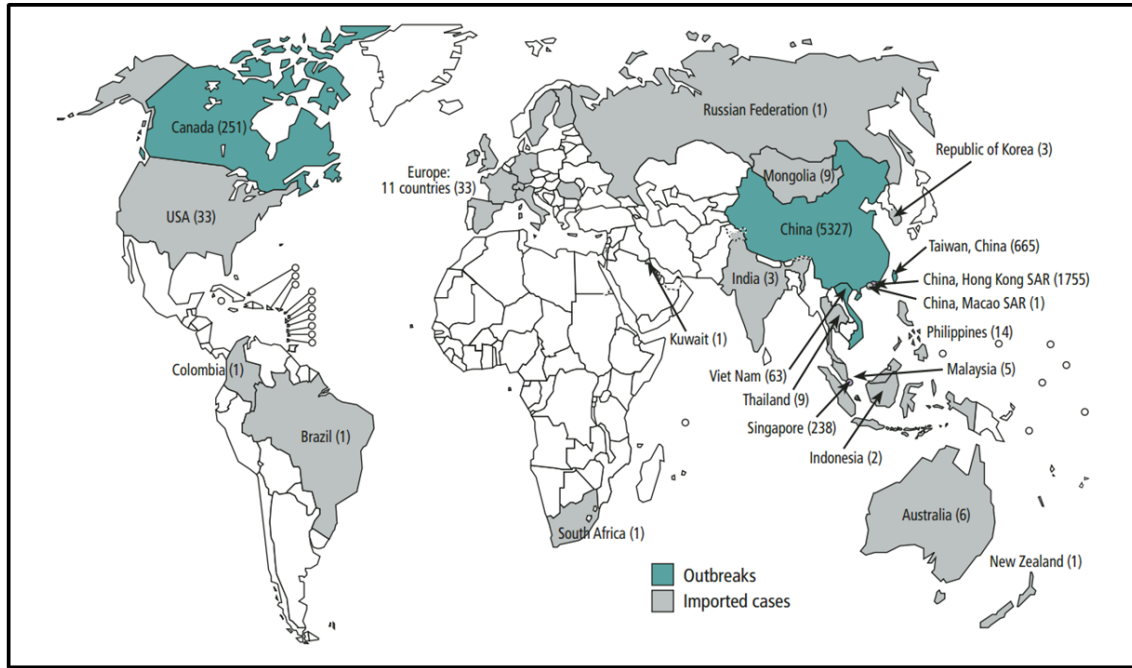 Canada (251)
USA (33)
Colombia (1)
Brazil (1)
Europe:
11 countries (33)
South Africa (1)
Kuwait (1)
Russian Federation (1)
Mongolia (9)
China (5327)
India (3)
Republic of Korea (3)
Taiwan, China (665)
China, Hong Kong SAR (1755)
China, Macao SAR (1)
Philippines (14)
Viet Nam (63)
Malaysia (5)
Thailand (9)
Singapore (238)
Indonesia (2)
Australia (6)
New Zealand (1)
Outbreaks
Imported cases